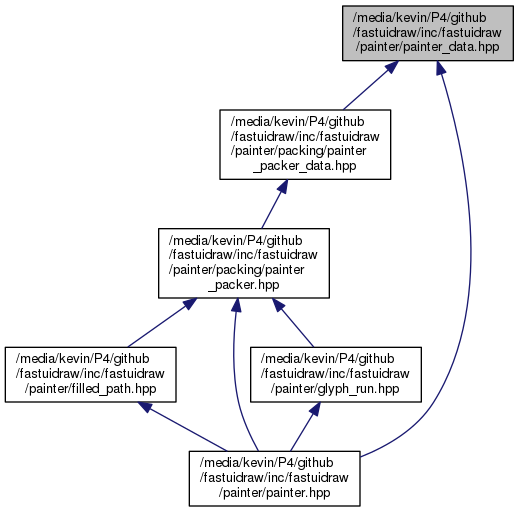 /media/kevin/P4/github
/fastuidraw/inc/fastuidraw
/painter/painter_data.hpp
/media/kevin/P4/github
/fastuidraw/inc/fastuidraw
/painter/packing/painter
_packer_data.hpp
/media/kevin/P4/github
/fastuidraw/inc/fastuidraw
/painter/packing/painter
_packer.hpp
/media/kevin/P4/github
/fastuidraw/inc/fastuidraw
/painter/filled_path.hpp
/media/kevin/P4/github
/fastuidraw/inc/fastuidraw
/painter/glyph_run.hpp
/media/kevin/P4/github
/fastuidraw/inc/fastuidraw
/painter/painter.hpp